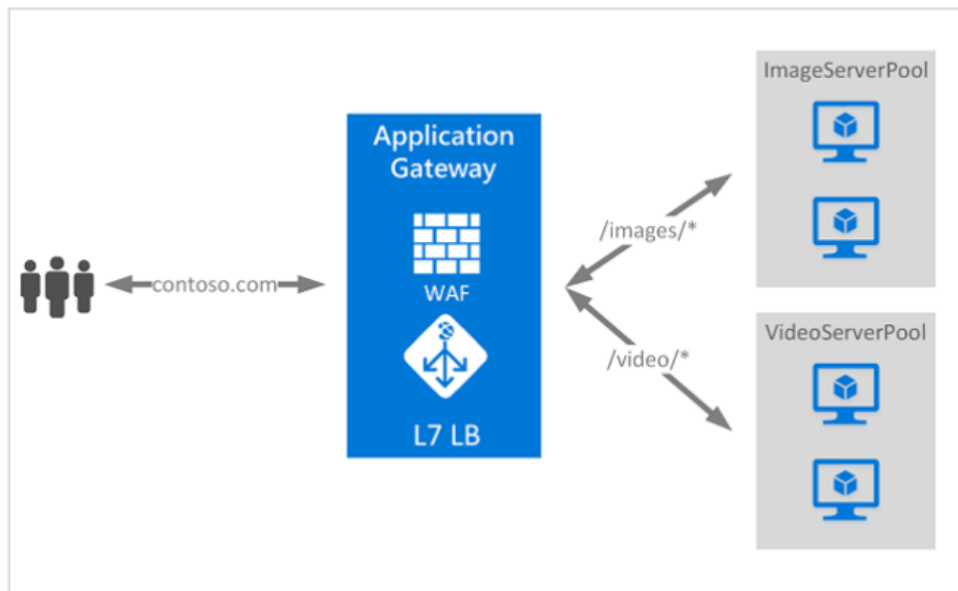 contoso.com
Application
Gateway
WAF
L7 LB
/images/*
/video/*
ImageServerPool
VideoServerPool